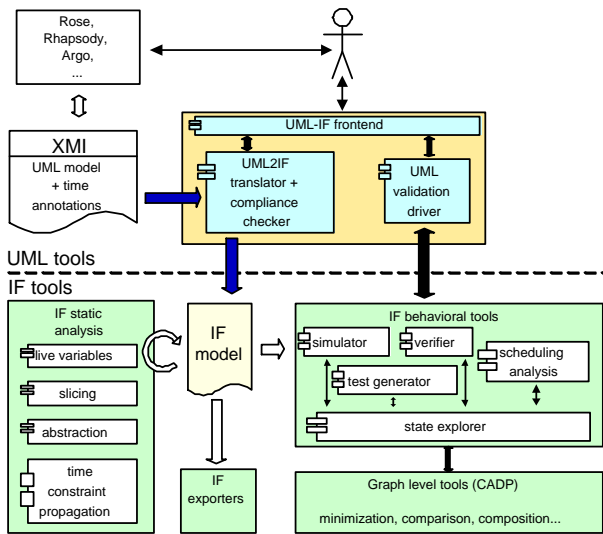 Rose,
Rhapsody,
Argo,
...
XMI
UML model
+ time
annotations
UML-IF frontend
UML2IF
translator +
compliance
checker
UML
validation
driver
UML tools
IF tools
IF static
analysis
live variables
slicing
abstraction
time
constraint
propagation
IF
model
IF
exporters
IF behavioral tools
simulator
verifier
scheduling
analysis
test generator
state explorer
Graph level tools (CADP)
minimization, comparison, composition...